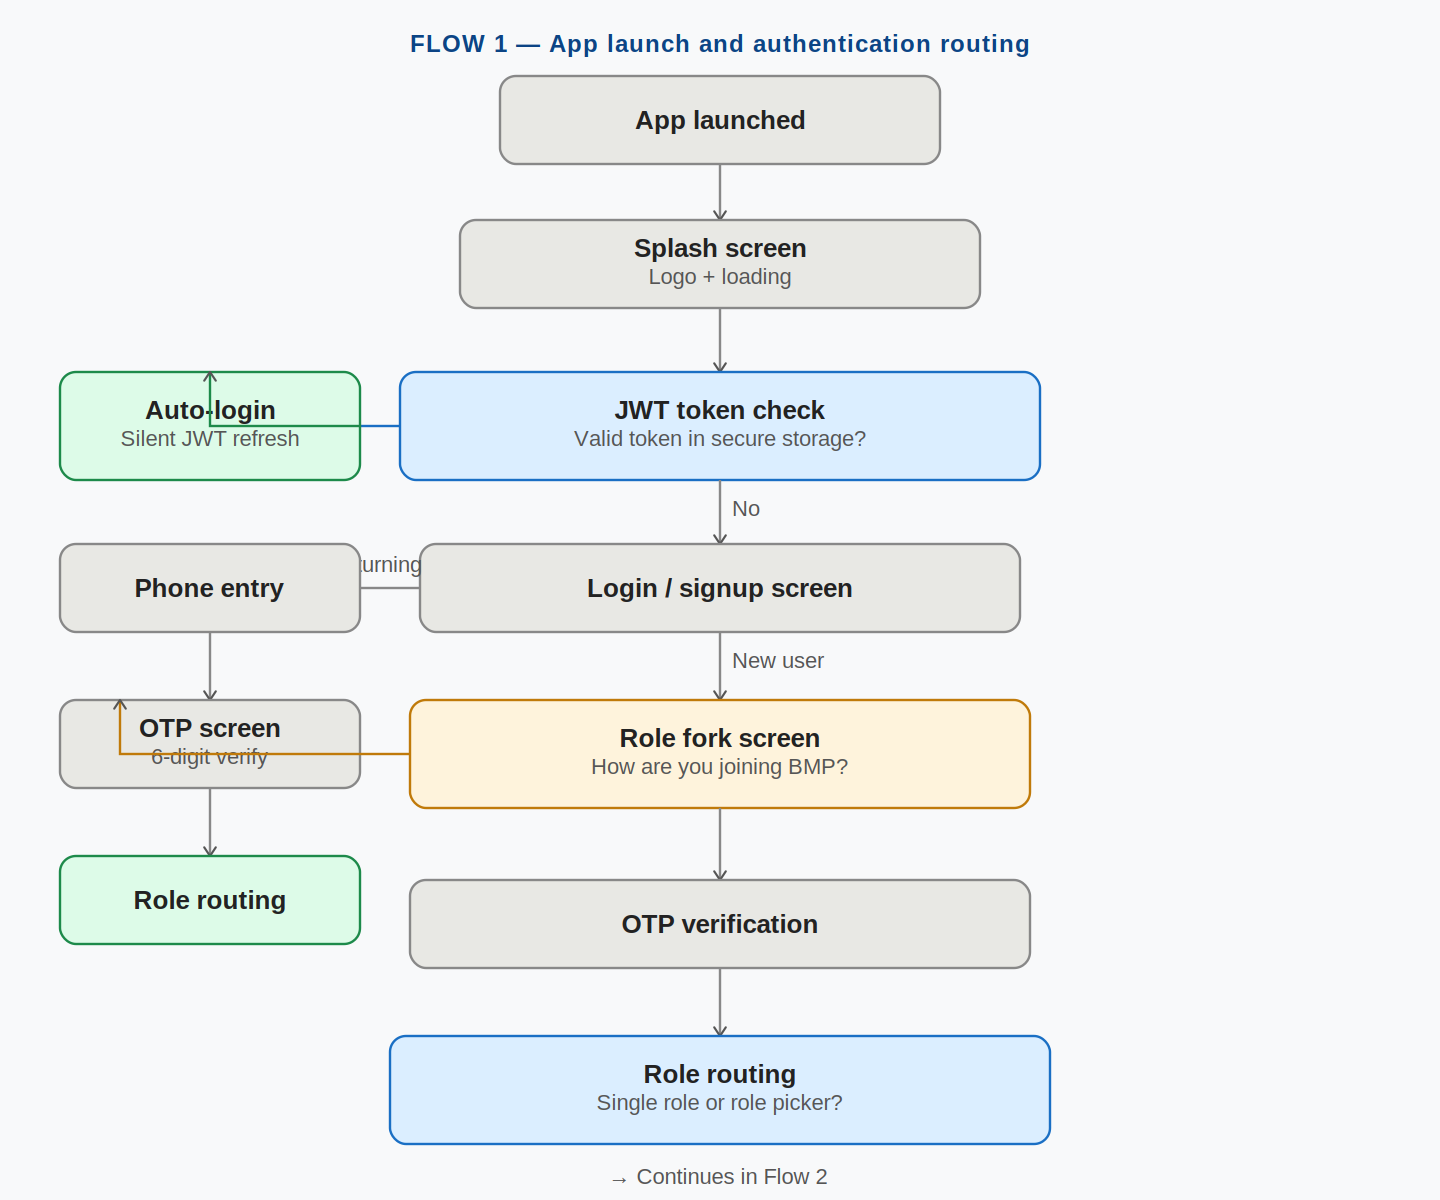 FLOW 1 — App launch and authentication routing
App launched
Splash screen
Logo + loading
Auto-login
Silent JWT refresh
JWT token check
Valid token in secure storage?
No
Phone entry
turning
Login / signup screen
New user
OTP screen
6-digit verify
Role fork screen
How are you joining BMP?
Role routing
OTP verification
Role routing
Single role or role picker?
→ Continues in Flow 2